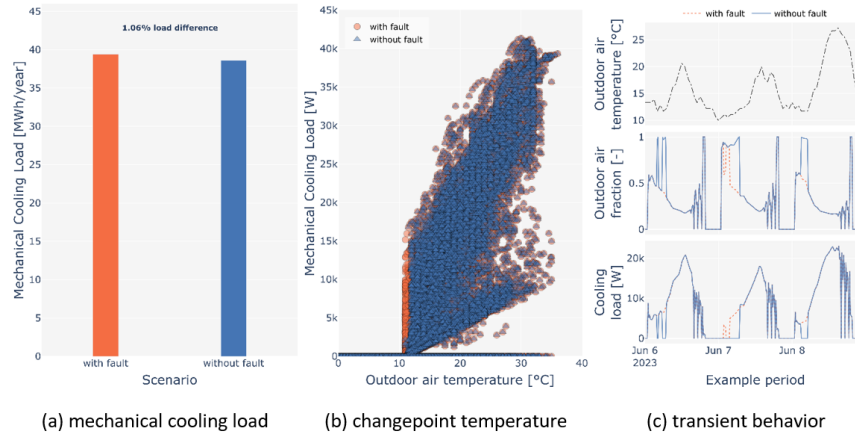 1.06% load difference
Mechanical Cooling Load [MWh/year]
45
40
35
30
25
20
15
10
5
0
with fault
without fault
Scenario
(a) mechanical cooling load
with fault
without fault
Mechanical Cooling Load [W]
45k
40k
35k
30k
25k
20k
15k
10k
5k
0
0
10
20
30
40
Outdoor air temperature [°C]
(b) changepoint temperature
with fault
without fault
Outdoor air
temperature [°C]
25
20
15
10
Outdoor air
fraction [-]
1
0.5
0
Cooling
load [W]
20k
10k
0
Jun 6
2023
Jun 7
Jun 8
Example period
(c) transient behavior